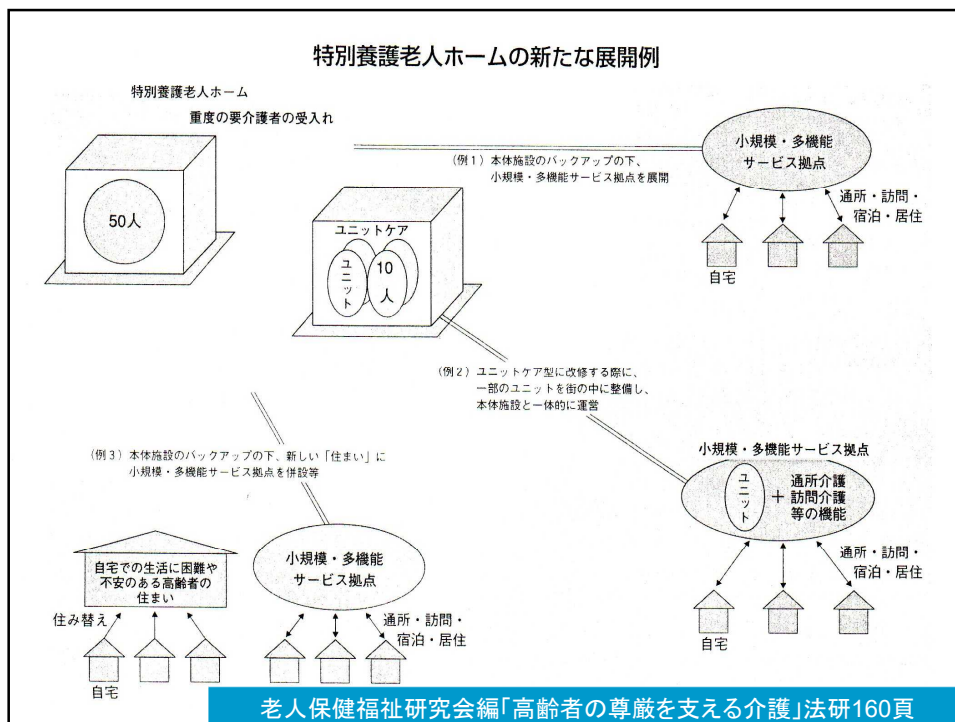 特別養護老人ホームの新たな展開例
特別養護老人ホーム
重度の要介護者の受入れ
50人
ユニットケア
ユニット
10人
(例1)本体施設のバックアップの下、
小規模・多機能サービス拠点を展開
小規模・多機能
サービス拠点
通所・訪問・
宿泊・居住
自宅
(例2)ユニットケア型に改修する際に、
一部のユニットを街の中に整備し、
本体施設と一体的に運営
小規模・多機能サービス拠点
ユニット
+
通所介護
訪問介護
等の機能
通所・訪問・
宿泊・居住
自宅
(例3)本体施設のバックアップの下、新しい「住まい」に
小規模・多機能サービス拠点を併設等
自宅での生活に困難や
不安のある高齢者の
住まい
住み替え
自宅
小規模・多機能
サービス拠点
通所・訪問・
宿泊・居住
老人保健福祉研究会編「高齢者の尊厳を支える介護」法研160頁